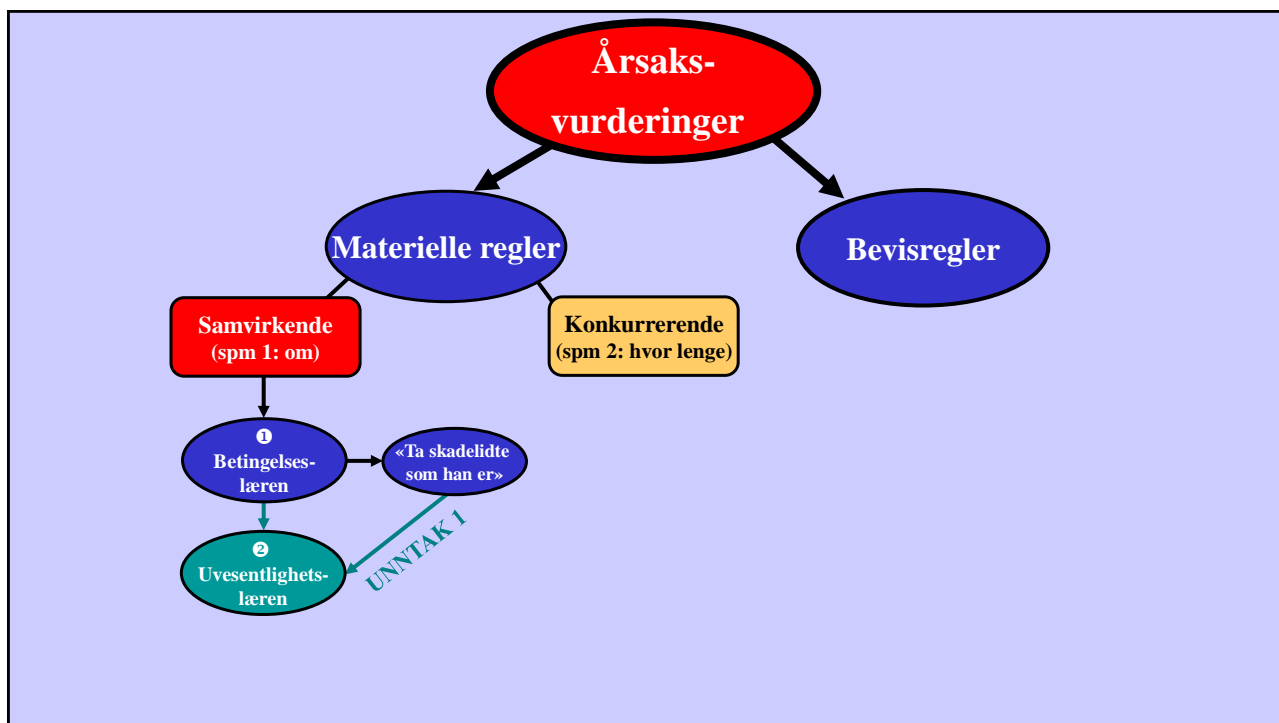 Årsaks-
vurderinger
Materielle regler
Bevisregler
Samvirkende
(spm 1: om)
Konkurrerende
(spm 2: hvor lenge)
❶
Betingelses-
læren
«Ta skadelidte
som han er»
UNNTAK 1
❷
Uvesentlighets-
læren